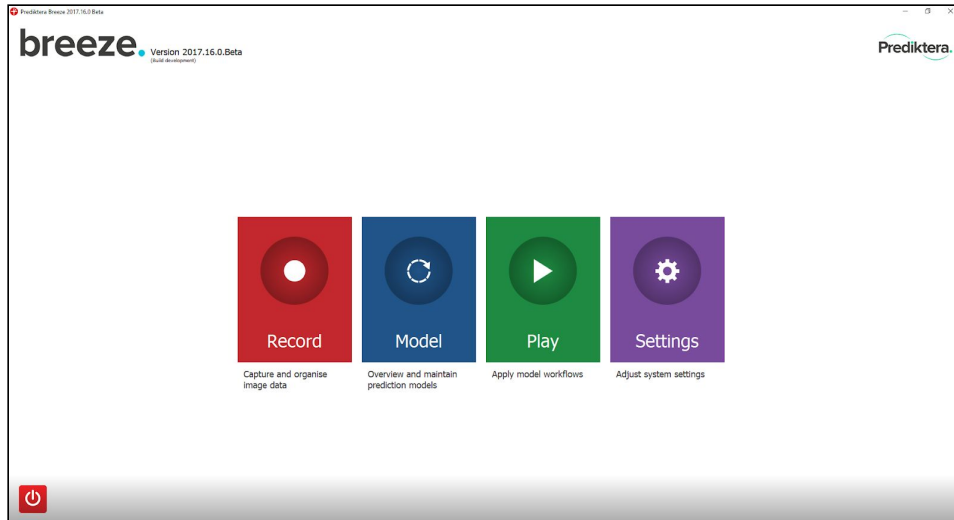 Prediktera Breeze 2017.16.0 Beta
breeze.
Version 2017.16.0.Beta
(Build development)
Prediktera.
Record
Model
Play
Settings
Capture and organise
image data
Overview and maintain
prediction models
Apply model workflows
Adjust system settings